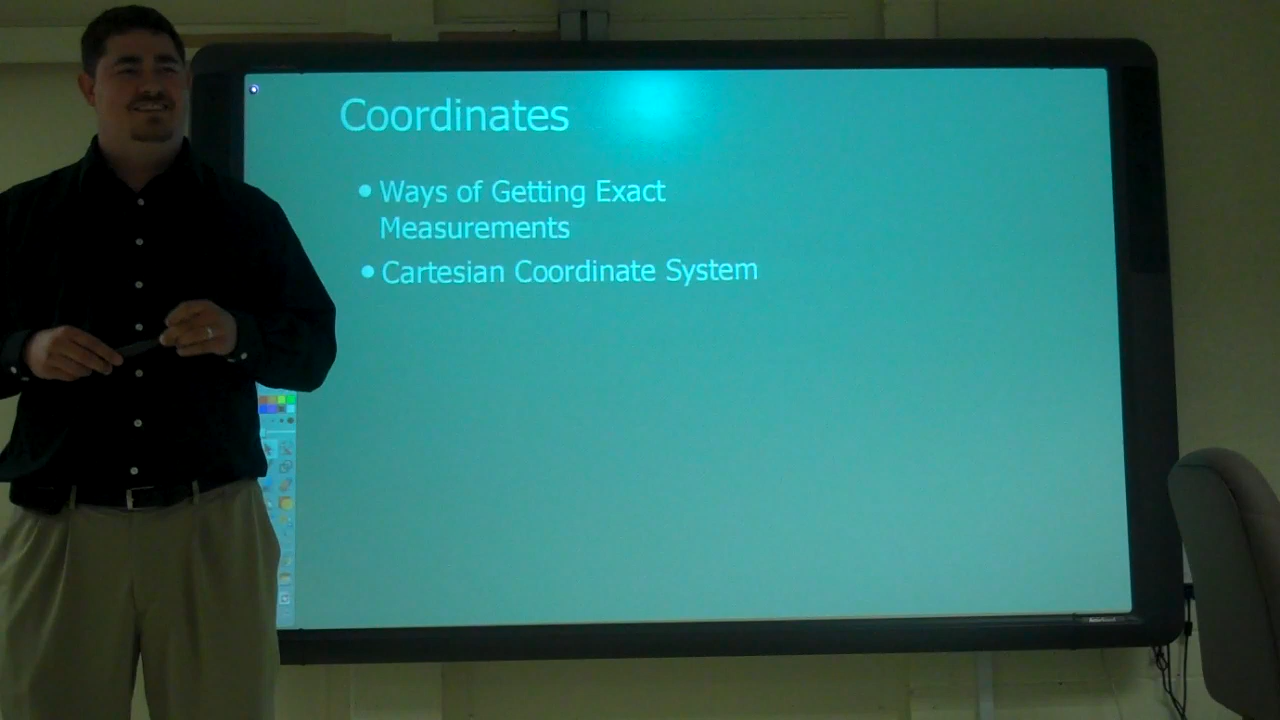 Coordinates
Ways of Getting Exact
Measurements
Cartesian Coordinate System